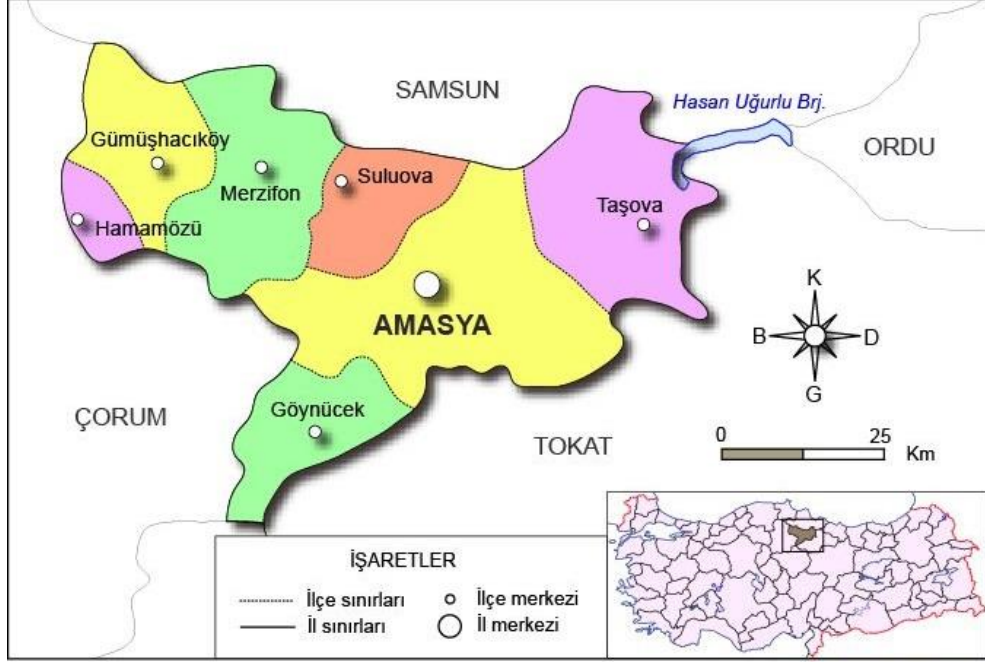 SAMSUN
Hasan Uğurlu Brj.
ORDU
Gümüşhacıköy
Suluova
Merzifon
Taşova
Hamamözü
K
B
D
G
AMASYA
ÇORUM
Göynücek
TOKAT
0 25
Km
İŞARETLER
İlçe sınırları
İlçe merkezi
İl sınırları
İl merkezi